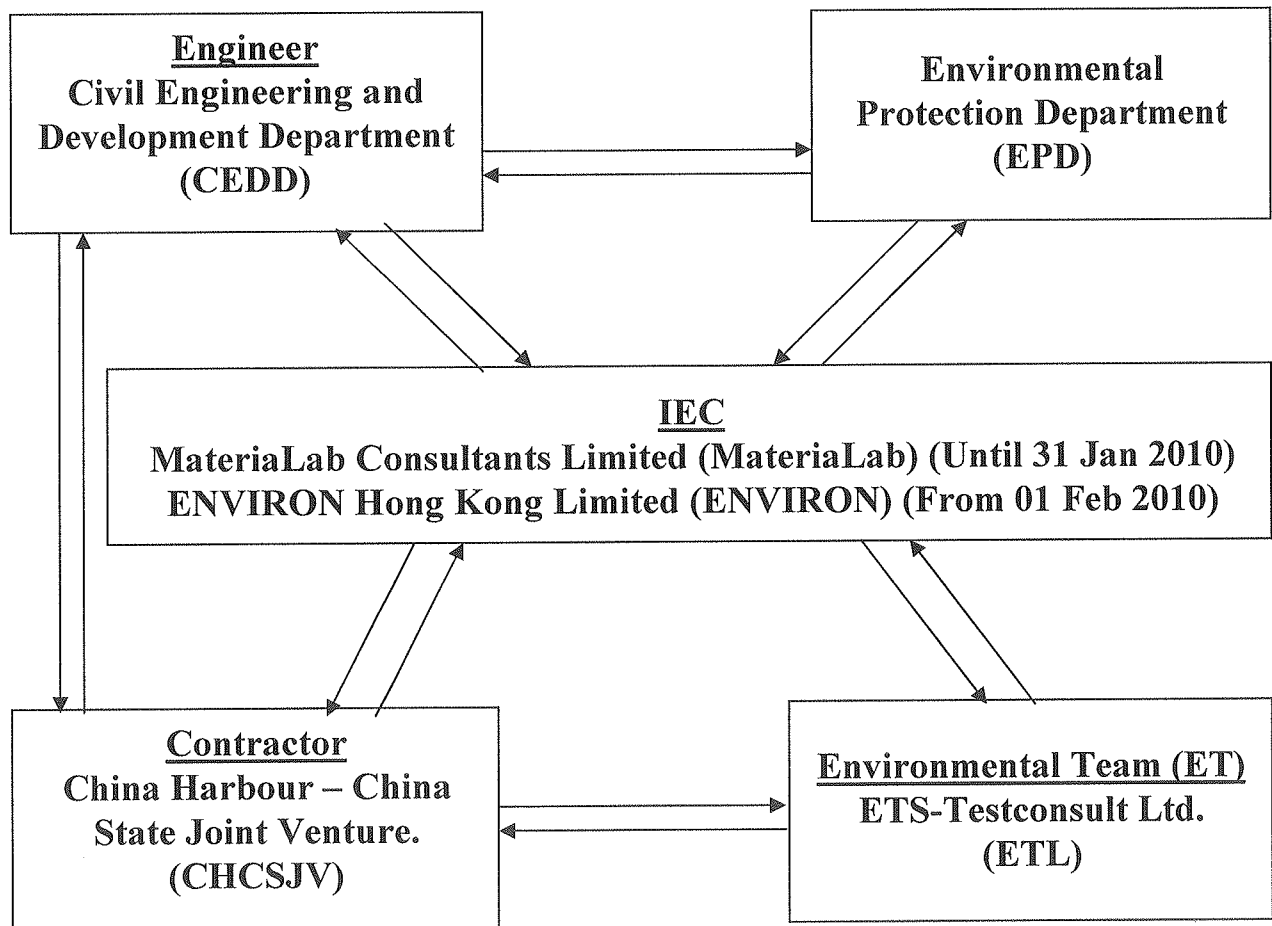 Engineer
Civil Engineering and
Development Department
(CEDD)
Environmental
Protection Department
(EPD)
IEC
MateriaLab Consultants Limited (MateriaLab) (Until 31 Jan 2010)
ENVIRON Hong Kong Limited (ENVIRON) (From 01 Feb 2010)
Contractor
China Harbour – China
State Joint Venture.
(CHCSJV)
Environmental Team (ET)
ETS-Testconsult Ltd.
(ETL)